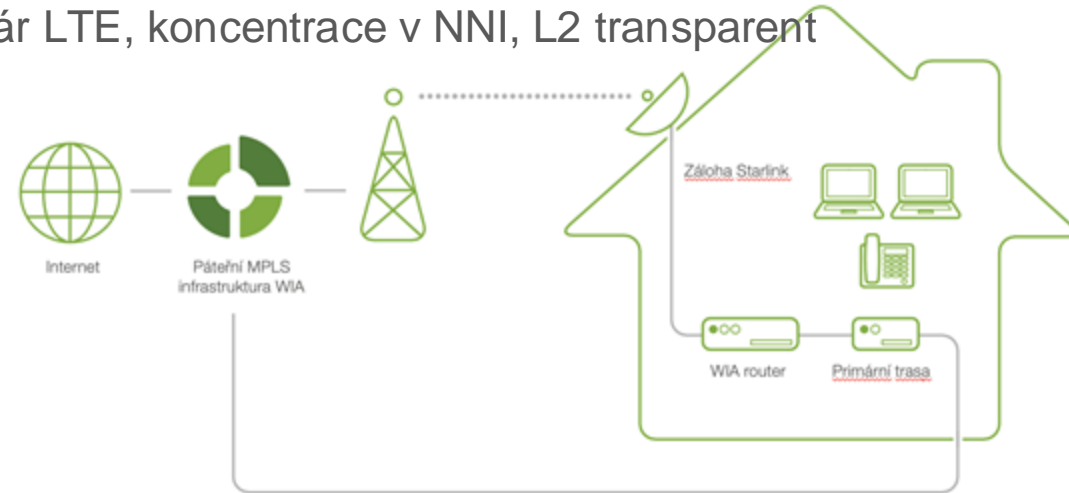 ár LTE, koncentrace v NNI, L2 transparent
Záloha Starlink
Internet
Páteřní MPLS
infrastruktura WIA
WIA router
Primární trasa